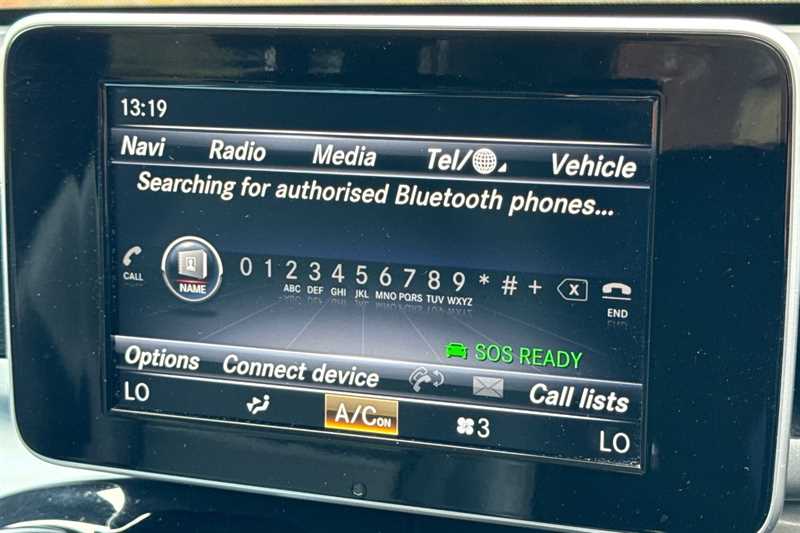 13:19
Navi Radio Media Tel/ Vehicle
Searching for authorised Bluetooth phones...
0 1 2 3 4 5 6 7 8 9 * # + x
CALL NAME ABC DEF GHI JKL MNO PQRS TUV WXYZ END
SOS READY
Options Connect device Call lists
LO A/C ON 3 LO